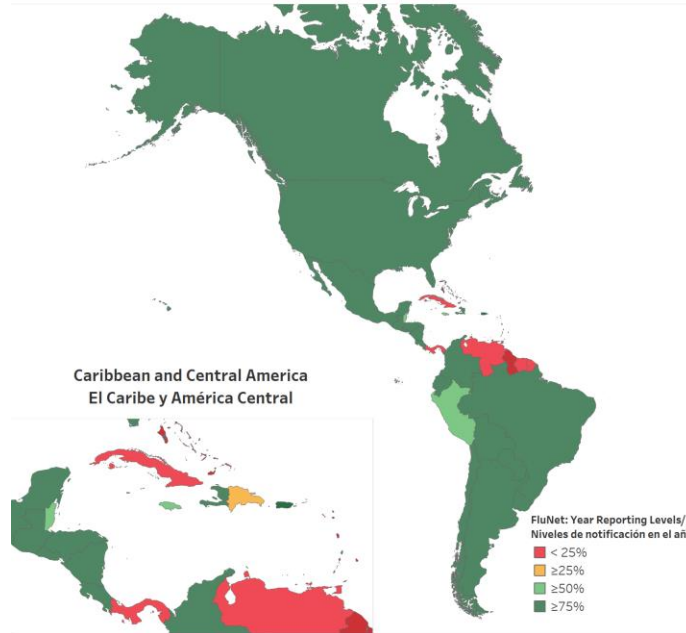 Caribbean and Central America
El Caribe y América Central
FluNet: Year Reporting Levels/
Niveles de notificación en el añ
< 25%
≥25%
≥50%
≥75%